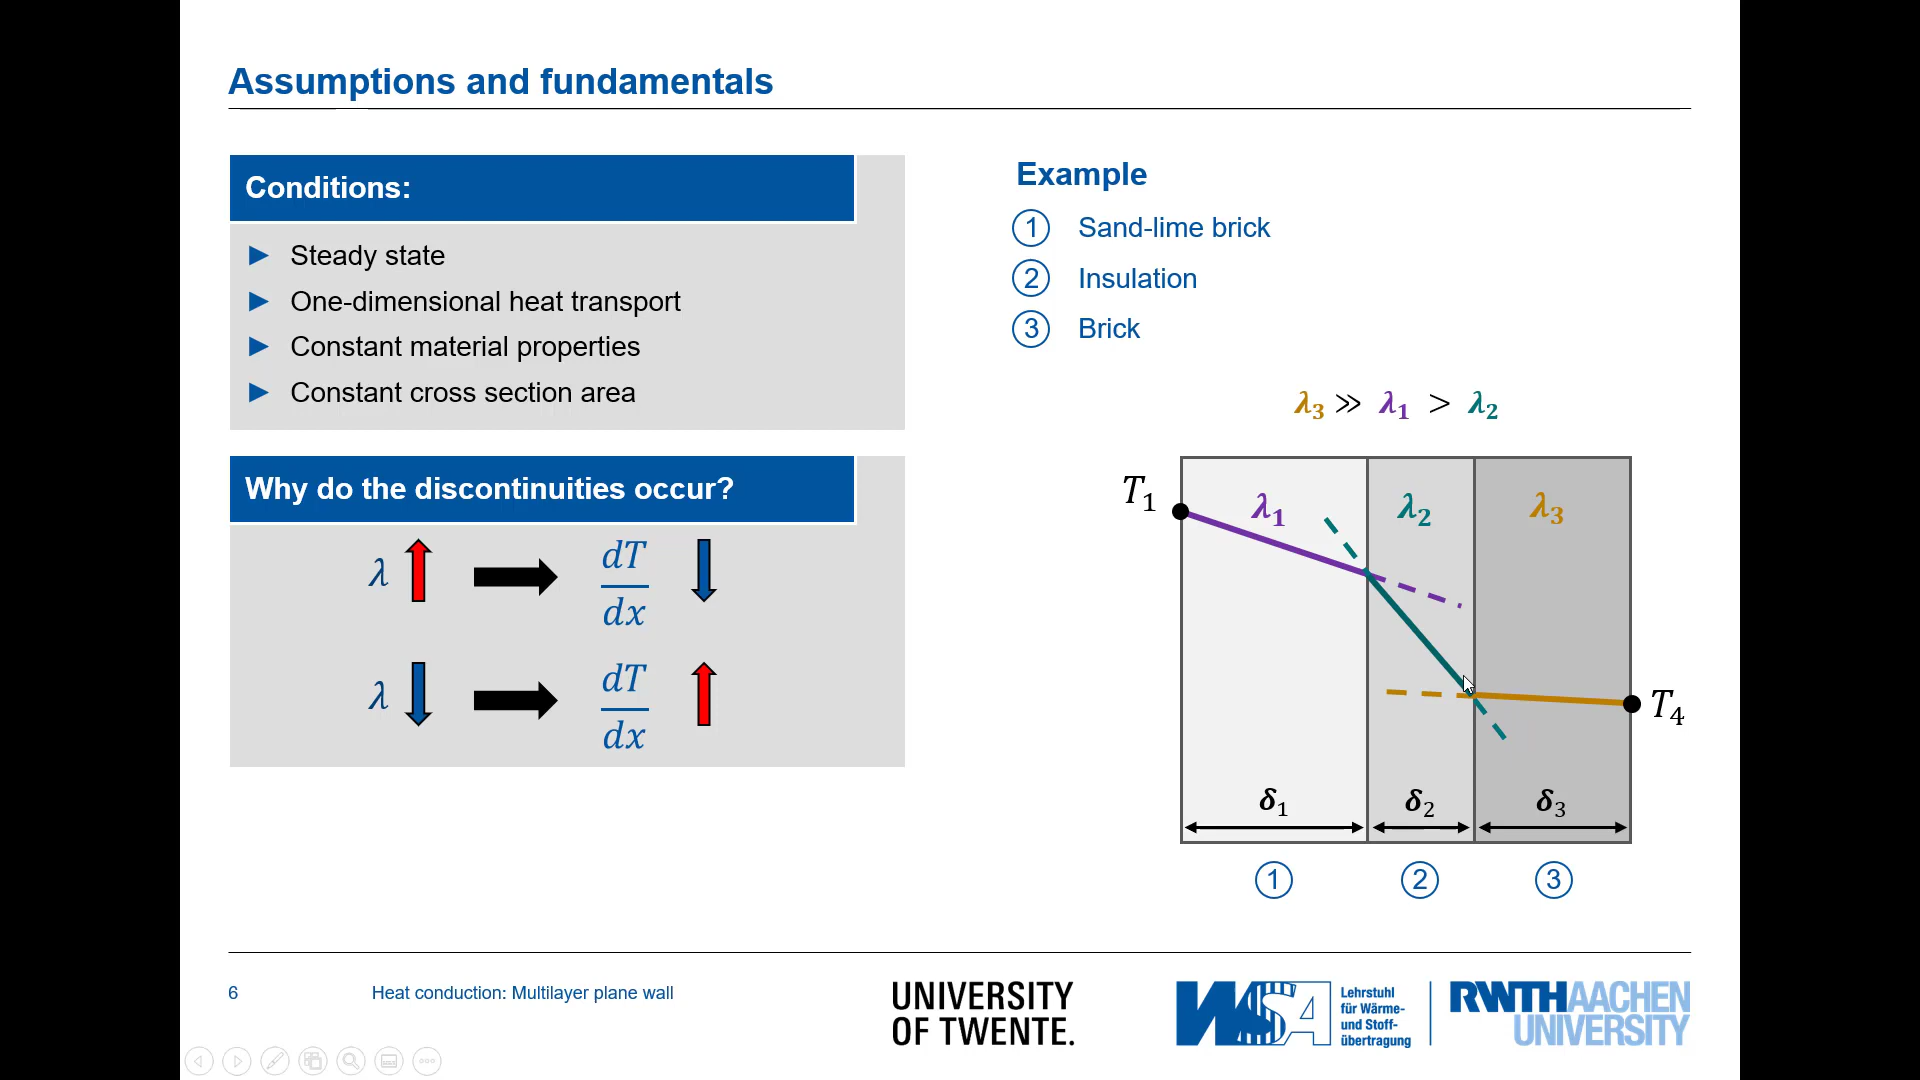 Assumptions and fundamentals
Conditions:
Steady state
One-dimensional heat transport
Constant material properties
Constant cross section area
Why do the discontinuities occur?
λ dT/dx
λ dT/dx
Example
1 Sand-lime brick
2 Insulation
3 Brick
λ₃ ≫ λ₁ > λ₂
T₁ λ₁ λ₂ λ₃
T₄
δ₁ δ₂ δ₃
1 2 3
6 Heat conduction: Multilayer plane wall
UNIVERSITY
OF TWENTE.
WSA
Lehrstuhl
für Wärme-
und Stoff-
übertragung
RWTHAACHEN
UNIVERSITY